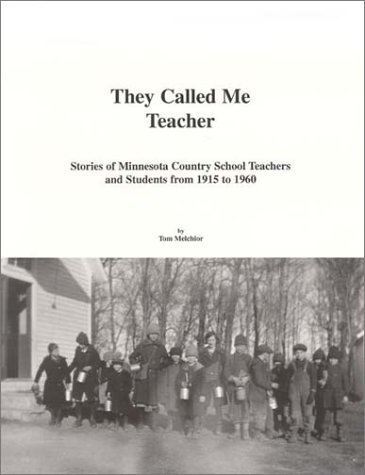 They Called Me
Teacher
Stories of Minnesota Country School Teachers
and Students from 1915 to 1960
by
Tom Melchior